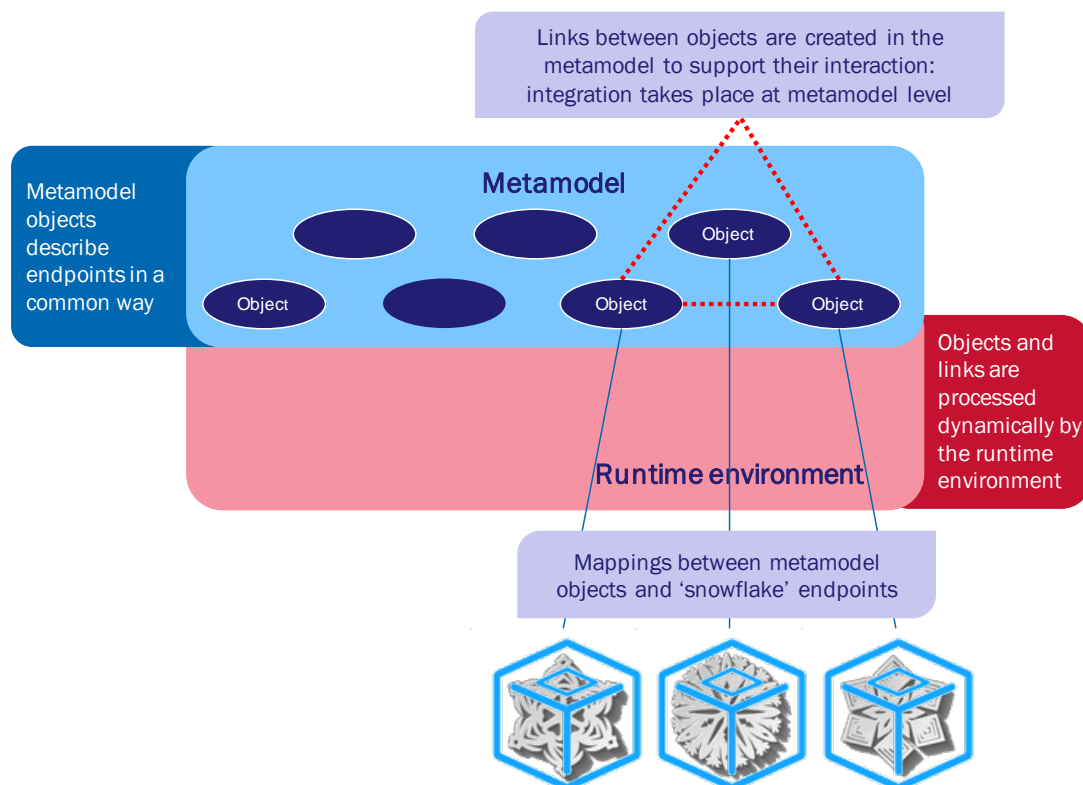 Links between objects are created in the
metamodel to support their interaction:
integration takes place at metamodel level
Metamodel
objects
describe
endpoints in a
common way
Metamodel
Object
Object
Object
Object
Objects and
links are
processed
dynamically by
the runtime
environment
Runtime environment
Mappings between metamodel
objects and ‘snowflake’ endpoints